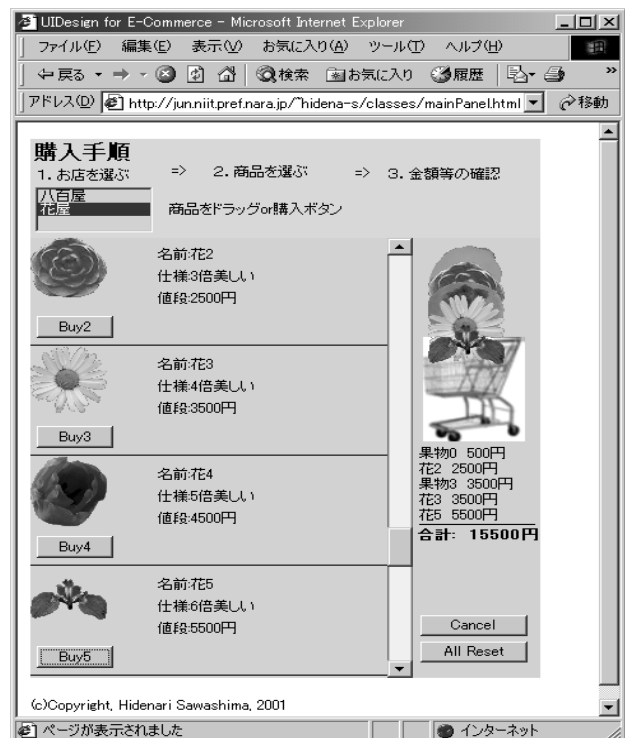 UIDesign for E-Commerce - Microsoft Internet Explorer
ファイル(F) 編集(E) 表示(V) お気に入り(A) ツール(T) ヘルプ(H)
戻る 検索 お気に入り 履歴 »
アドレス(D) http://jun.niit.pref.nara.jp/~hidena-s/classes/mainPanel.html 移動
購入手順
1. お店を選ぶ => 2. 商品を選ぶ => 3. 金額等の確認
八百屋
花屋
商品をドラッグor購入ボタン
名前:花2
仕様:3倍美しい
値段:2500円
Buy2
名前:花3
仕様:4倍美しい
値段:3500円
Buy3
名前:花4
仕様:5倍美しい
値段:4500円
Buy4
名前:花5
仕様:6倍美しい
値段:5500円
Buy5
果物0 500円
花2 2500円
果物3 3500円
花3 3500円
花5 5500円
合計: 15500円
Cancel
All Reset
(c)Copyright, Hidenari Sawashima, 2001
ページが表示されました インターネット